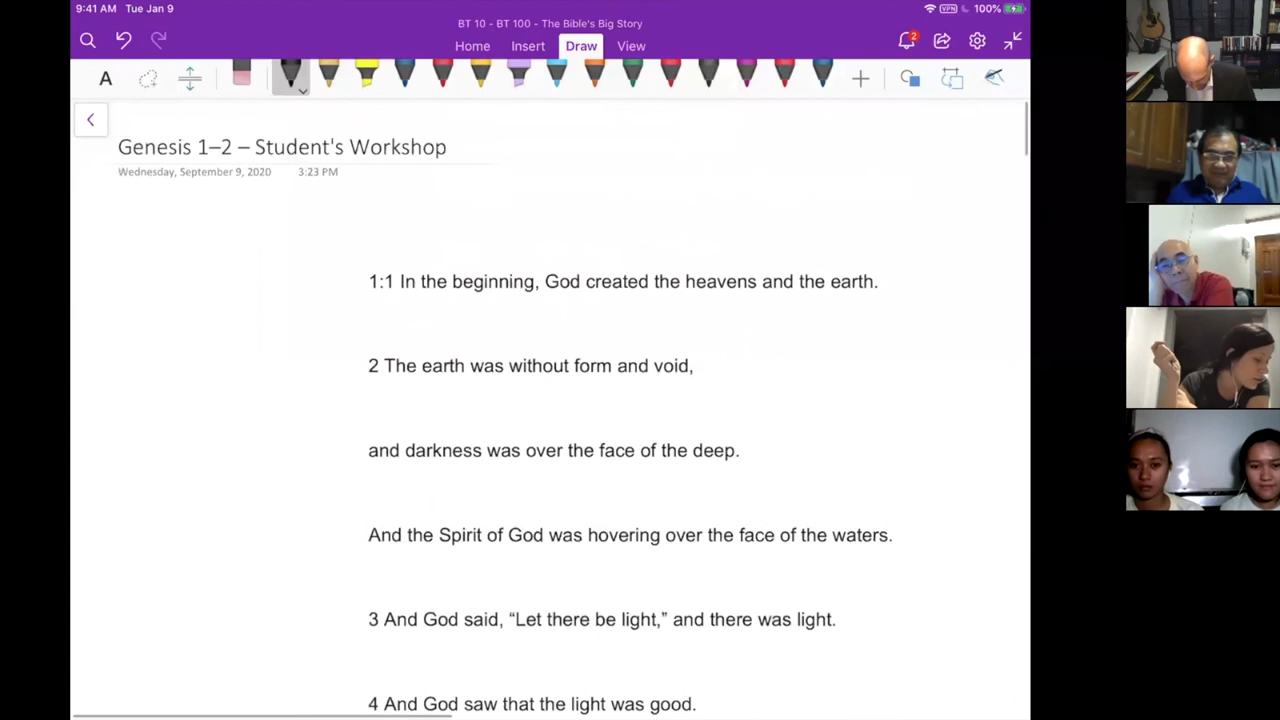 9:41 AM Tue Jan 9
VPN 100%
BT 10 - BT 100 - The Bible's Big Story
Home Insert Draw View
2
A
Genesis 1–2 – Student's Workshop
Wednesday, September 9, 2020 3:23 PM
1:1 In the beginning, God created the heavens and the earth.
2 The earth was without form and void,
and darkness was over the face of the deep.
And the Spirit of God was hovering over the face of the waters.
3 And God said, “Let there be light,” and there was light.
4 And God saw that the light was good.